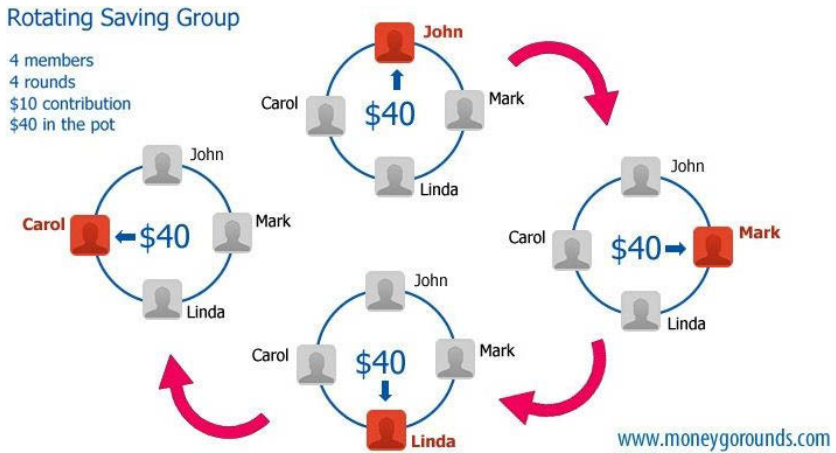 Rotating Saving Group
4 members
4 rounds
$10 contribution
$40 in the pot
John
Carol
Mark
$40
Linda
John
Carol
$40
Mark
Linda
John
Carol
Mark
$40
Linda
John
Carol
$40
Mark
Linda
www.moneygorounds.com